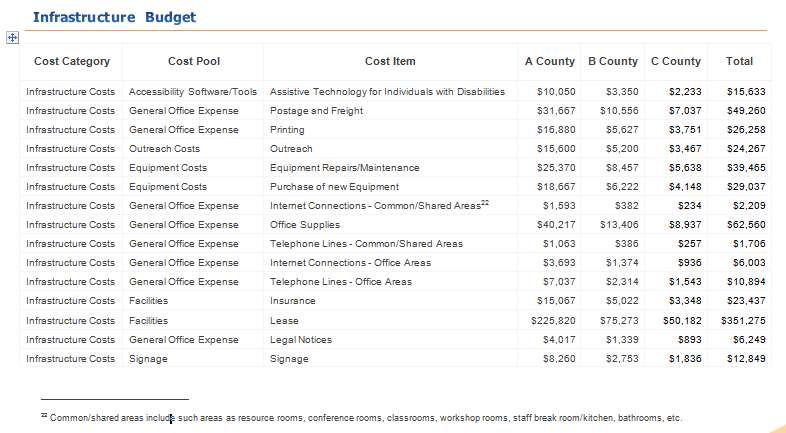 Infrastructure Budget
Cost Category Cost Pool Cost Item A County B County C County Total
Infrastructure Costs Accessibility Software/Tools Assistive Technology for Individuals with Disabilities $10,050 $3,350 $2,233 $15,633
Infrastructure Costs General Office Expense Postage and Freight $31,667 $10,556 $7,037 $49,260
Infrastructure Costs General Office Expense Printing $16,880 $5,627 $3,751 $26,258
Infrastructure Costs Outreach Costs Outreach $15,600 $5,200 $3,467 $24,267
Infrastructure Costs Equipment Costs Equipment Repairs/Maintenance $25,370 $8,457 $5,638 $39,465
Infrastructure Costs Equipment Costs Purchase of new Equipment $18,667 $6,222 $4,148 $29,037
Infrastructure Costs General Office Expense Internet Connections - Common/Shared Areas22 $1,593 $382 $234 $2,209
Infrastructure Costs General Office Expense Office Supplies $40,217 $13,406 $8,937 $62,560
Infrastructure Costs General Office Expense Telephone Lines - Common/Shared Areas $1,063 $386 $257 $1,706
Infrastructure Costs General Office Expense Internet Connections - Office Areas $3,693 $1,374 $936 $6,003
Infrastructure Costs General Office Expense Telephone Lines - Office Areas $7,037 $2,314 $1,543 $10,894
Infrastructure Costs Facilities Insurance $15,067 $5,022 $3,348 $23,437
Infrastructure Costs Facilities Lease $225,820 $75,273 $50,182 $351,275
Infrastructure Costs General Office Expense Legal Notices $4,017 $1,339 $893 $6,249
Infrastructure Costs Signage Signage $8,260 $2,753 $1,836 $12,849
22 Common/shared areas include such areas as resource rooms, conference rooms, classrooms, workshop rooms, staff break room/kitchen, bathrooms, etc.